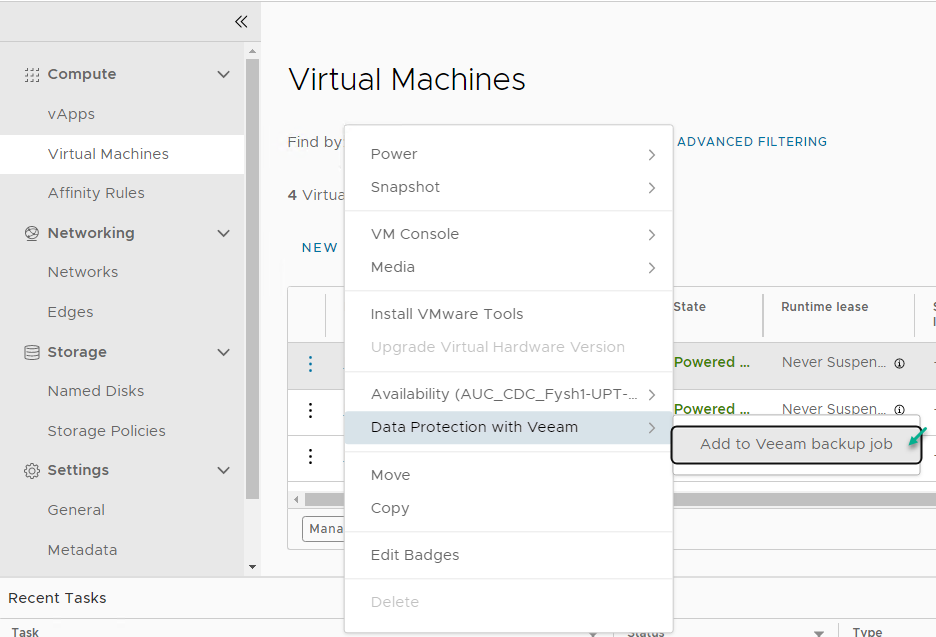 Compute
vApps
Virtual Machines
Affinity Rules
Networking
Networks
Edges
Storage
Named Disks
Storage Policies
Settings
General
Metadata
Virtual Machines
Find by
ADVANCED FILTERING
4 Virtua
NEW
State
Runtime lease
Powered ...
Never Suspen...
Powered ...
Never Suspen...
Mana
Power
Snapshot
VM Console
Media
Install VMware Tools
Upgrade Virtual Hardware Version
Availability (AUC_CDC_Fysh1-UPT-...
Data Protection with Veeam
Add to Veeam backup job
Move
Copy
Edit Badges
Delete
Recent Tasks
Task
Status
Type